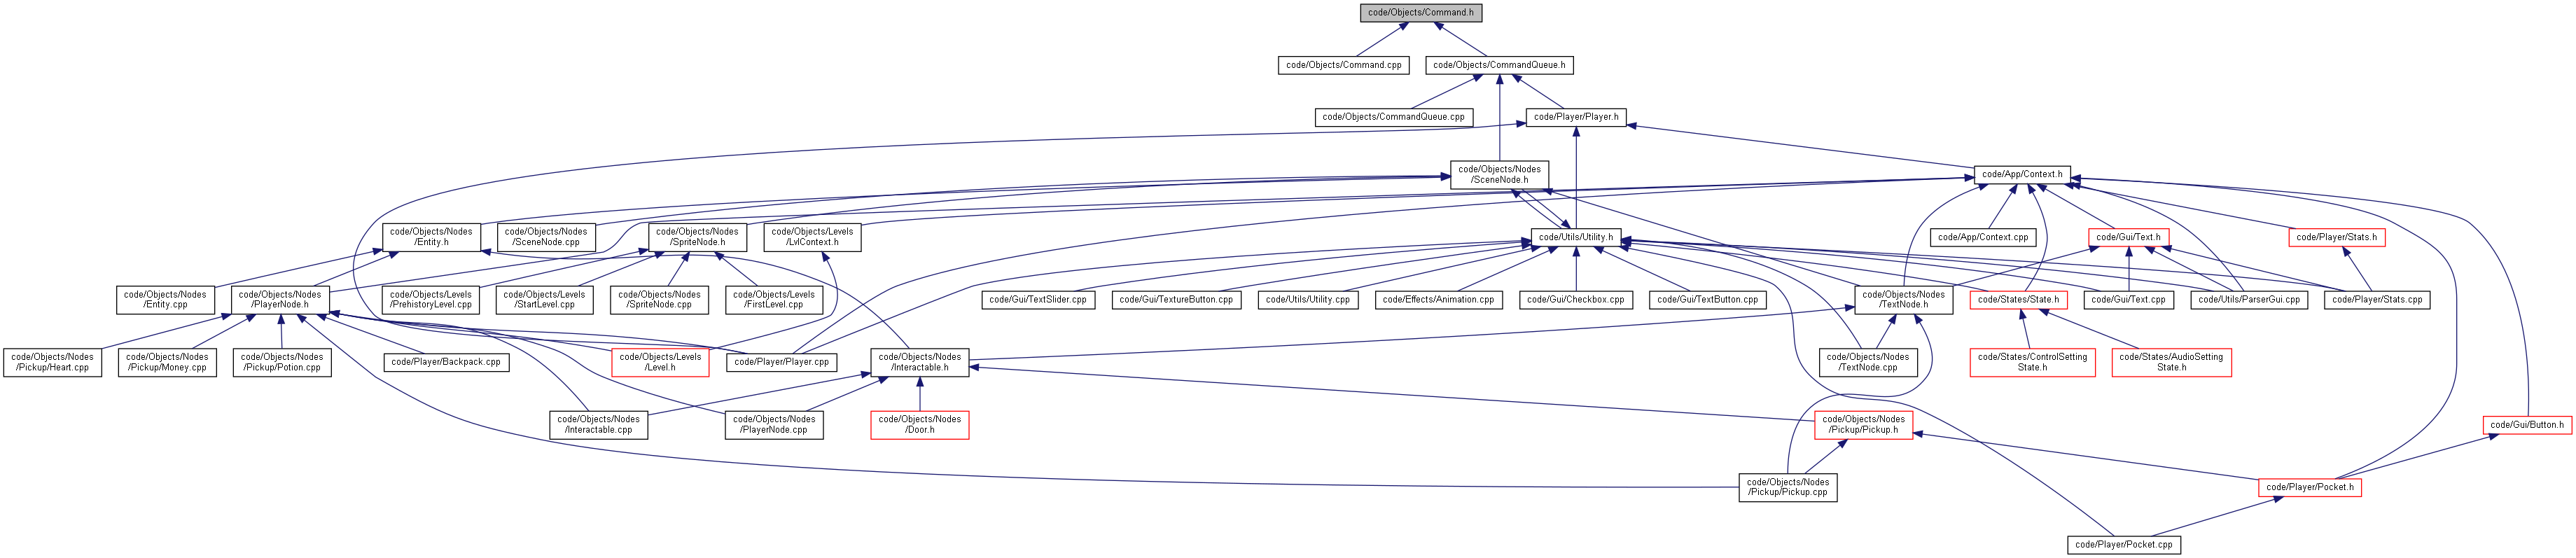 code/Objects/Command.h
code/Objects/Command.cpp
code/Objects/CommandQueue.h
code/Objects/CommandQueue.cpp
code/Player/Player.h
code/Objects/Nodes
/SceneNode.h
code/App/Context.h
code/Objects/Nodes
/Entity.h
code/Objects/Nodes
/SceneNode.cpp
code/Objects/Nodes
/SpriteNode.h
code/Objects/Levels
/LvlContext.h
code/Utils/Utility.h
code/App/Context.cpp
code/Gui/Text.h
code/Player/Stats.h
code/Objects/Nodes
/Entity.cpp
code/Objects/Nodes
/PlayerNode.h
code/Objects/Levels
/PrehistoryLevel.cpp
code/Objects/Levels
/StartLevel.cpp
code/Objects/Nodes
/SpriteNode.cpp
code/Objects/Levels
/FirstLevel.cpp
code/Gui/TextSlider.cpp
code/Gui/TextureButton.cpp
code/Utils/Utility.cpp
code/Effects/Animation.cpp
code/Gui/Checkbox.cpp
code/Gui/TextButton.cpp
code/Objects/Nodes
/TextNode.h
code/States/State.h
code/Gui/Text.cpp
code/Utils/ParserGui.cpp
code/Player/Stats.cpp
code/Objects/Nodes
/Pickup/Heart.cpp
code/Objects/Nodes
/Pickup/Money.cpp
code/Objects/Nodes
/Pickup/Potion.cpp
code/Player/Backpack.cpp
code/Objects/Levels
/Level.h
code/Player/Player.cpp
code/Objects/Nodes
/Interactable.h
code/Objects/Nodes
/TextNode.cpp
code/States/ControlSetting
State.h
code/States/AudioSetting
State.h
code/Objects/Nodes
/Interactable.cpp
code/Objects/Nodes
/PlayerNode.cpp
code/Objects/Nodes
/Door.h
code/Objects/Nodes
/Pickup/Pickup.h
code/Gui/Button.h
code/Objects/Nodes
/Pickup/Pickup.cpp
code/Player/Pocket.h
code/Player/Pocket.cpp